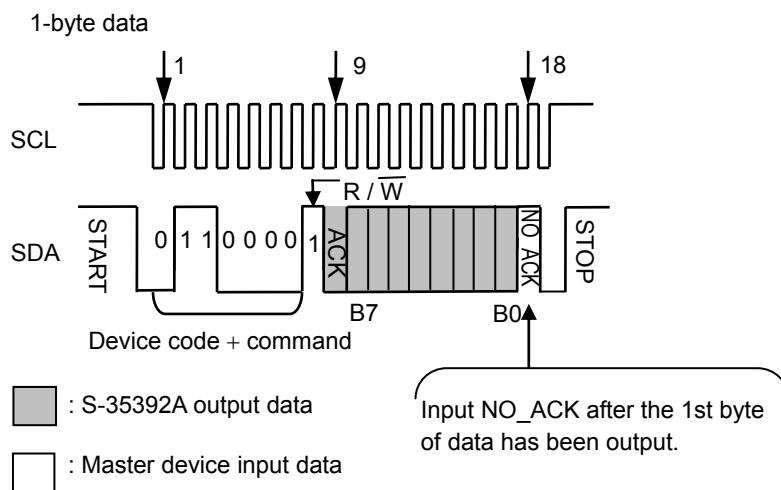 1-byte data
1 9 18
SCL
R / W
SDA START 0 1 1 0 0 0 0 1 ACK NO_ACK STOP
B7 B0
Device code + command
: S-35392A output data
: Master device input data
Input NO_ACK after the 1st byte
of data has been output.